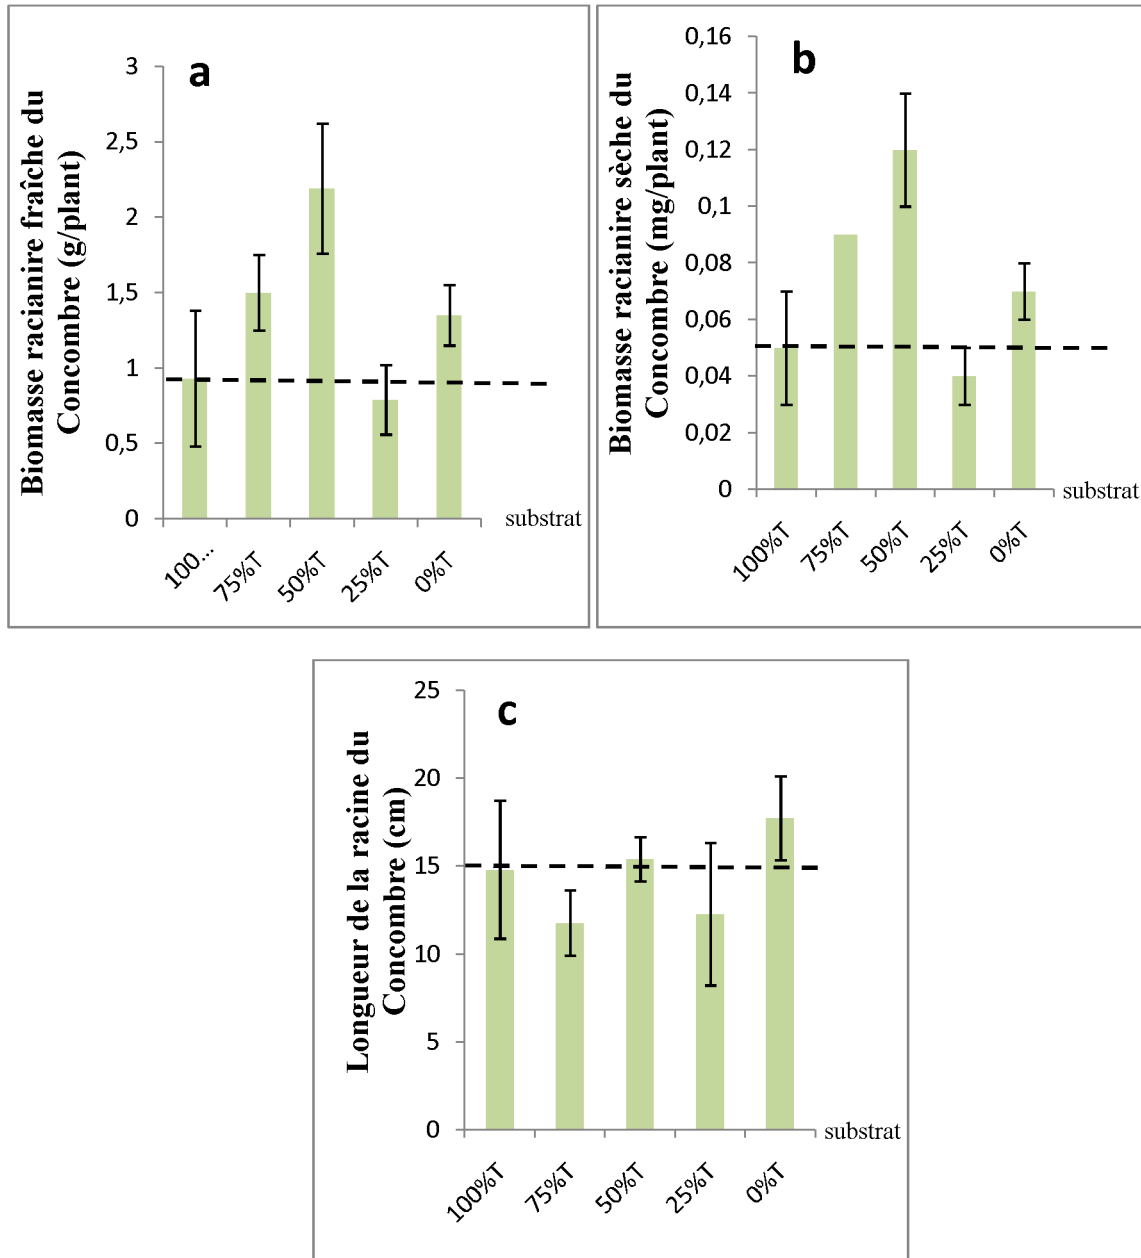 a
Biomasse racianire fraîche du
Concombre (g/plant)
3
2,5
2
1,5
1
0,5
0
substrat
100...
75%T
50%T
25%T
0%T
b
Biomasse racianire sèche du
Concombre (mg/plant)
0,16
0,14
0,12
0,1
0,08
0,06
0,04
0,02
0
substrat
100%T
75%T
50%T
25%T
0%T
c
Longueur de la racine du
Concombre (cm)
25
20
15
10
5
0
substrat
100%T
75%T
50%T
25%T
0%T